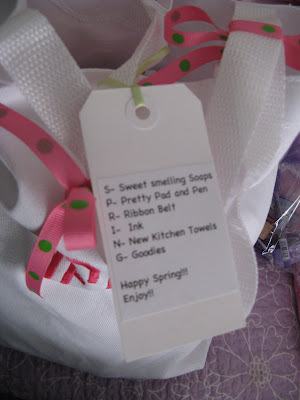 S- Sweet smelling Soaps
P- Pretty Pad and Pen
R- Ribbon Belt
I- Ink
N- New Kitchen Towels
G- Goodies
Happy Spring!!!
Enjoy!!